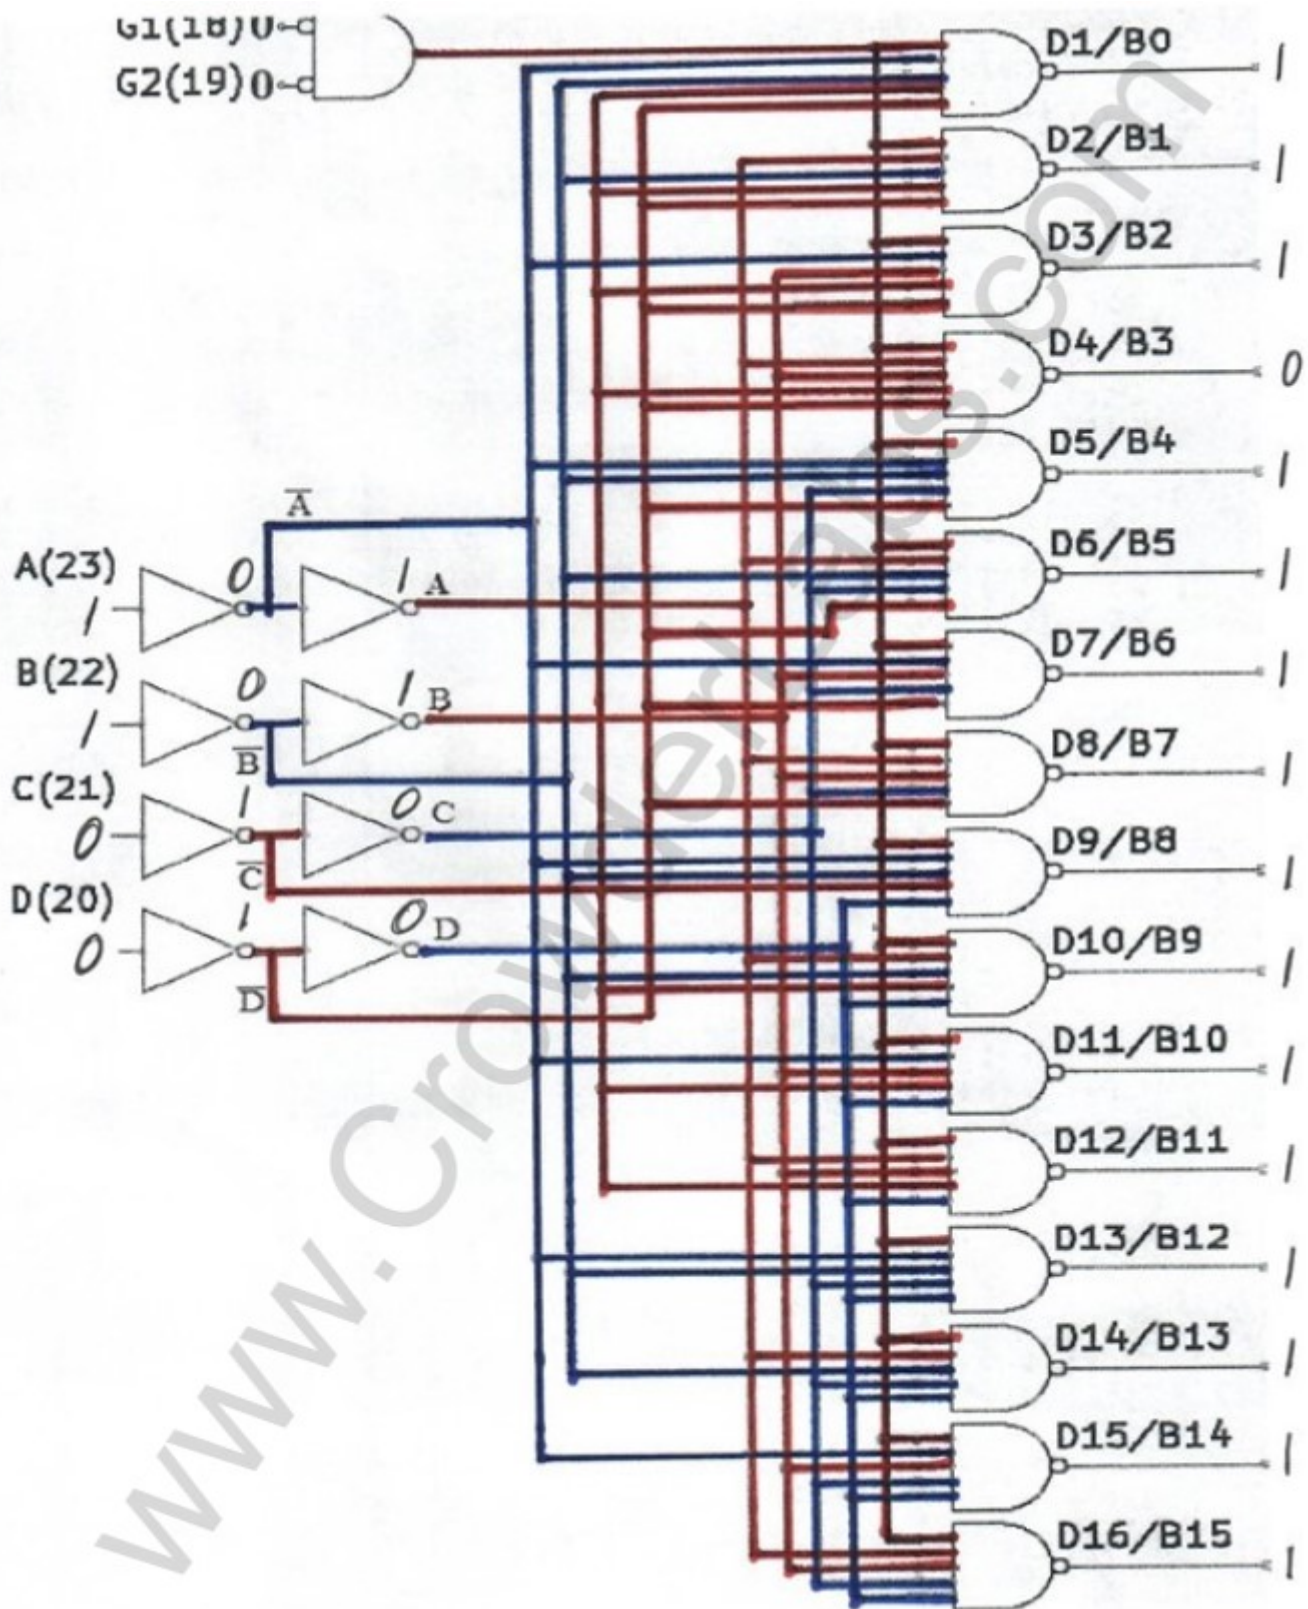 G1(18)0
G2(19)0
D1/B0 1
D2/B1 1
D3/B2 1
D4/B3 0
D5/B4 1
A
A(23) 0 1 A
1
D6/B5 1
B(22) 0 1 B
1
B
D7/B6 1
C(21) 1 0 C
0
C
D8/B7 1
D(20) 1 0 D
0
D
D9/B8 1
D10/B9 1
D11/B10 1
D12/B11 1
D13/B12 1
D14/B13 1
D15/B14 1
D16/B15 1
www.CrowderLabs.com